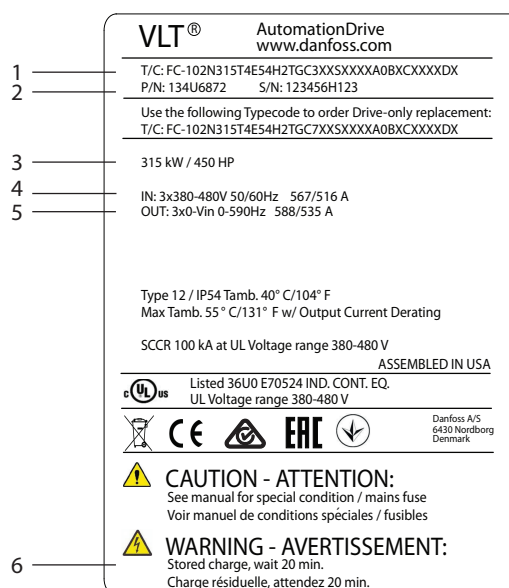 VLT® AutomationDrive
www.danfoss.com
1 T/C: FC-102N315T4E54H2TGC3XXSXXXXA0BXCXXXXDX
2 P/N: 134U6872 S/N: 123456H123
Use the following Typecode to order Drive-only replacement:
T/C: FC-102N315T4E54H2TGC7XXSXXXXA0BXCXXXXDX
3 315 kW / 450 HP
4 IN: 3x380-480V 50/60Hz 567/516 A
5 OUT: 3x0-Vin 0-590Hz 588/535 A
Type 12 / IP54 Tamb. 40° C/104° F
Max Tamb. 55° C/131° F w/ Output Current Derating
SCCR 100 kA at UL Voltage range 380-480 V
ASSEMBLED IN USA
c UL us Listed 36U0 E70524 IND. CONT. EQ.
UL Voltage range 380-480 V
CE EAC Danfoss A/S
6430 Nordborg
Denmark
CAUTION - ATTENTION:
See manual for special condition / mains fuse
Voir manuel de conditions spéciales / fusibles
WARNING - AVERTISSEMENT:
6 Stored charge, wait 20 min.
Charge résiduelle, attendez 20 min.